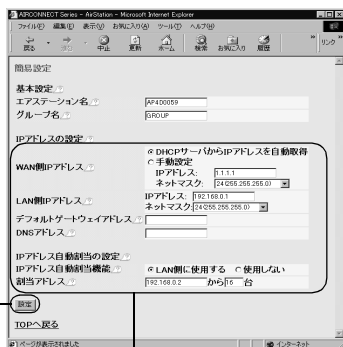 AIRCONNECT Series - AirStation - Microsoft Internet Explorer
ファイル(F) 編集(E) 表示(V) お気に入り(A) ツール(T) ヘルプ(H)
戻る 中止 更新 ホーム 検索 お気に入り 履歴 リンク
簡易設定
基本設定
エアステーション名 AP4D0059
グループ名 GROUP
IPアドレスの設定
WAN側IPアドレス
DHCPサーバからIPアドレスを自動取得
手動設定
IPアドレス: 1.1.1.1
ネットマスク: 24(255.255.255.0)
LAN側IPアドレス
IPアドレス: 192.168.0.1
ネットマスク: 24(255.255.255.0)
デフォルトゲートウェイアドレス
DNSアドレス
IPアドレス自動割当の設定
IPアドレス自動割当機能 LAN側に使用する 使用しない
割当アドレス 192.168.0.2 から 16 台
設定
TOPへ戻る
ページが表示されました インターネット